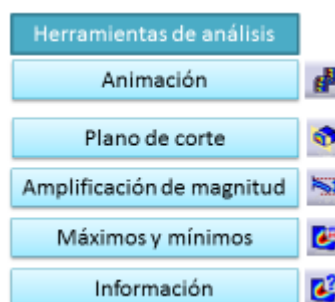 Herramientas de análisis
Animación
Plano de corte
Amplificación de magnitud
Máximos y mínimos
Información